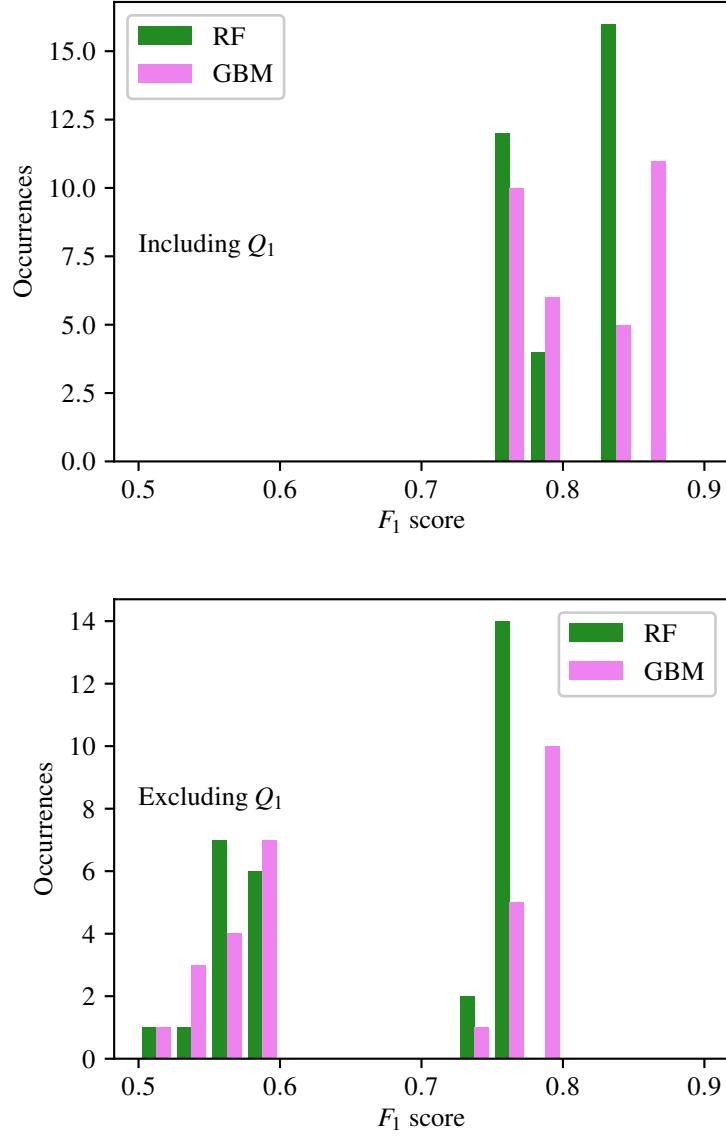 15.0
12.5
10.0
7.5
5.0
2.5
0.0
Occurrences
RF
GBM
Including Q₁
0.5 0.6 0.7 0.8 0.9
F₁ score
14
12
10
8
6
4
2
0
Occurrences
RF
GBM
Excluding Q₁
0.5 0.6 0.7 0.8 0.9
F₁ score